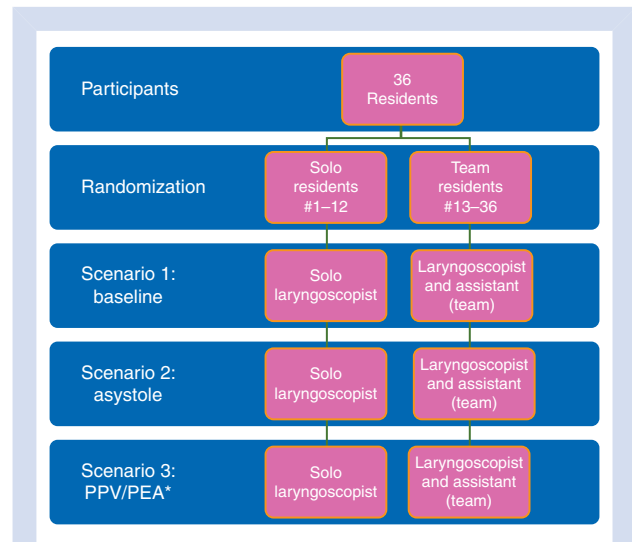 Participants
36
Residents
Randomization
Solo
residents
#1–12
Team
residents
#13–36
Scenario 1:
baseline
Solo
laryngoscopist
Laryngoscopist
and assistant
(team)
Scenario 2:
asystole
Solo
laryngoscopist
Laryngoscopist
and assistant
(team)
Scenario 3:
PPV/PEA*
Solo
laryngoscopist
Laryngoscopist
and assistant
(team)